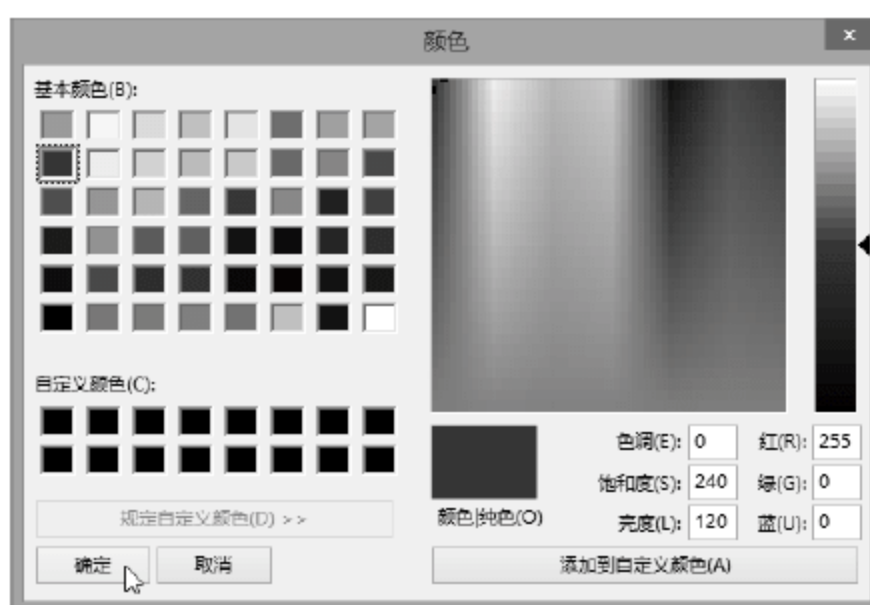 颜色
基本颜色(B):
自定义颜色(C):
规定自定义颜色(D) >>
确定 取消
颜色|纯色(O)
色调(E): 0 红(R): 255
饱和度(S): 240 绿(G): 0
亮度(L): 120 蓝(U): 0
添加到自定义颜色(A)